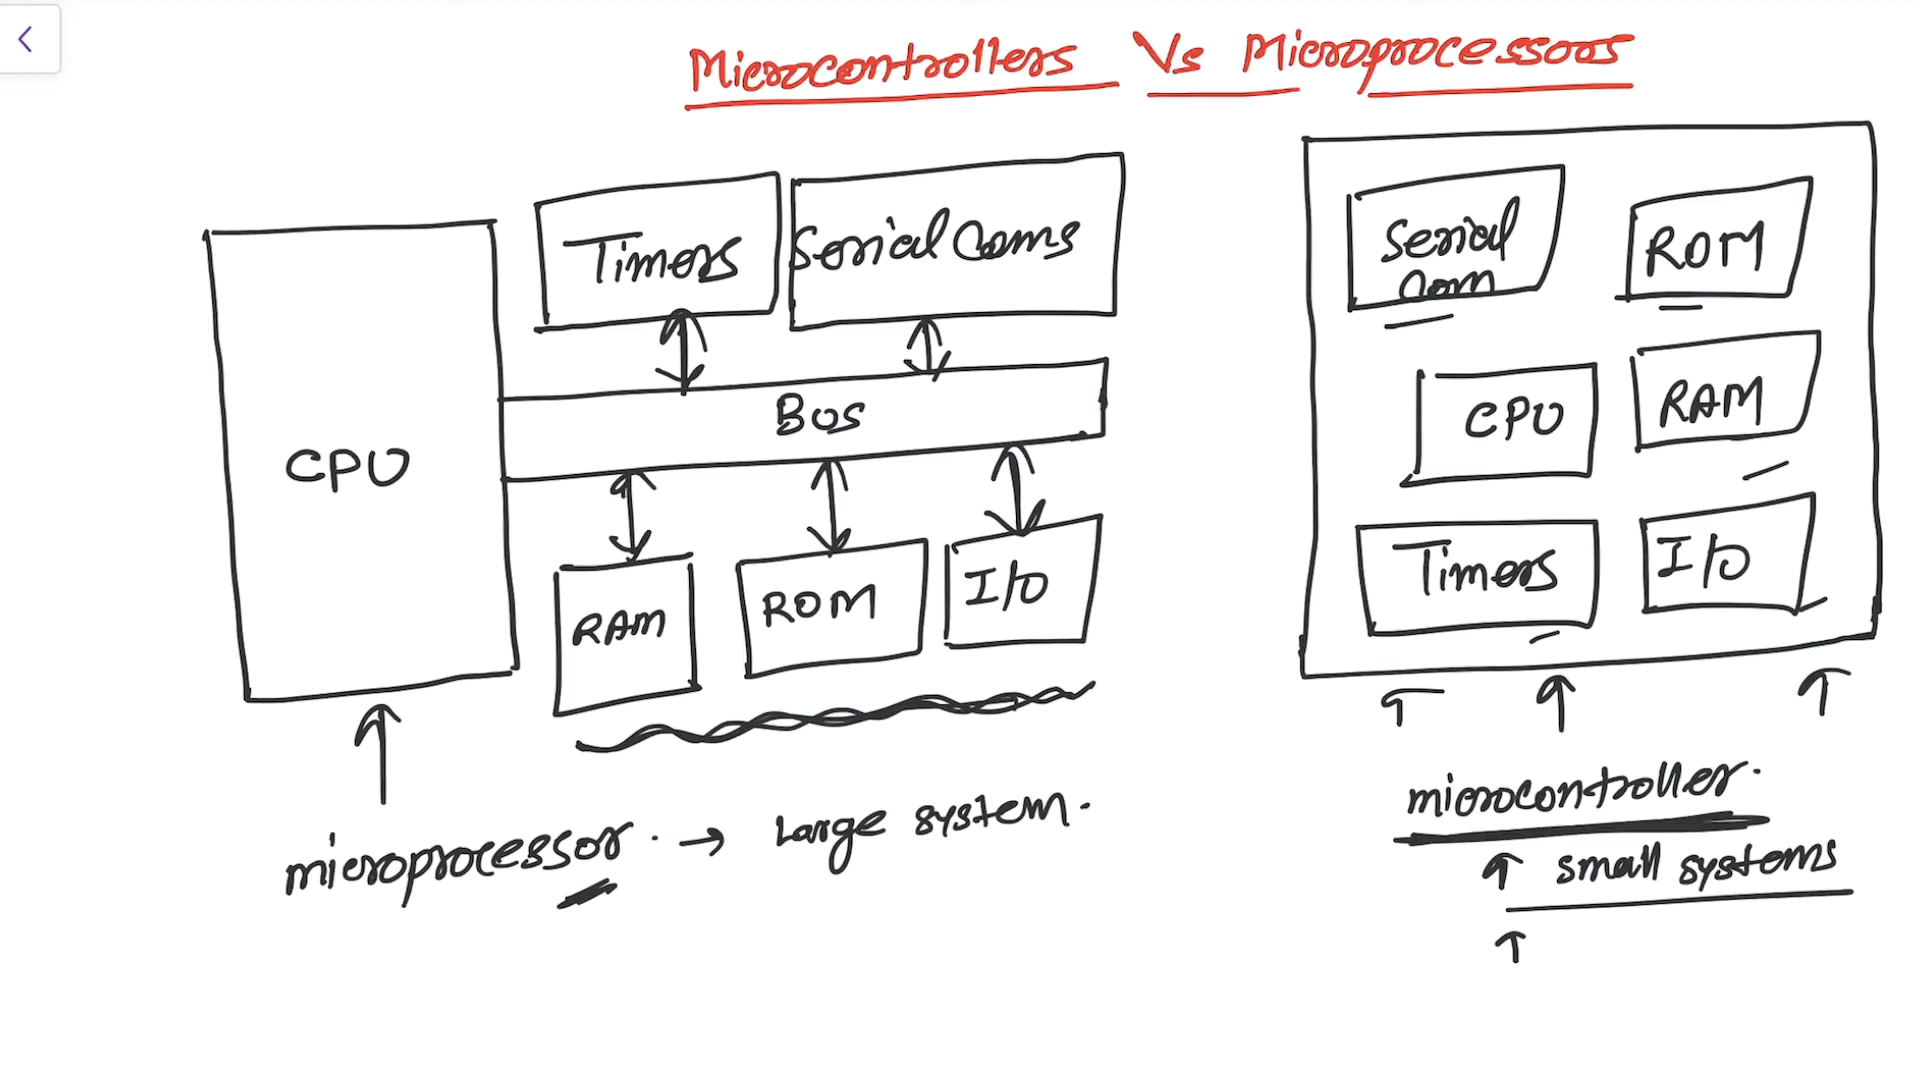 Microcontrollers Vs Microprocessors
Timers
Serial Coms
CPU
Bus
RAM
ROM
I/O
microprocessor. → Large system.
Serial
Com
ROM
CPU
RAM
Timers
I/O
microcontroller.
small systems